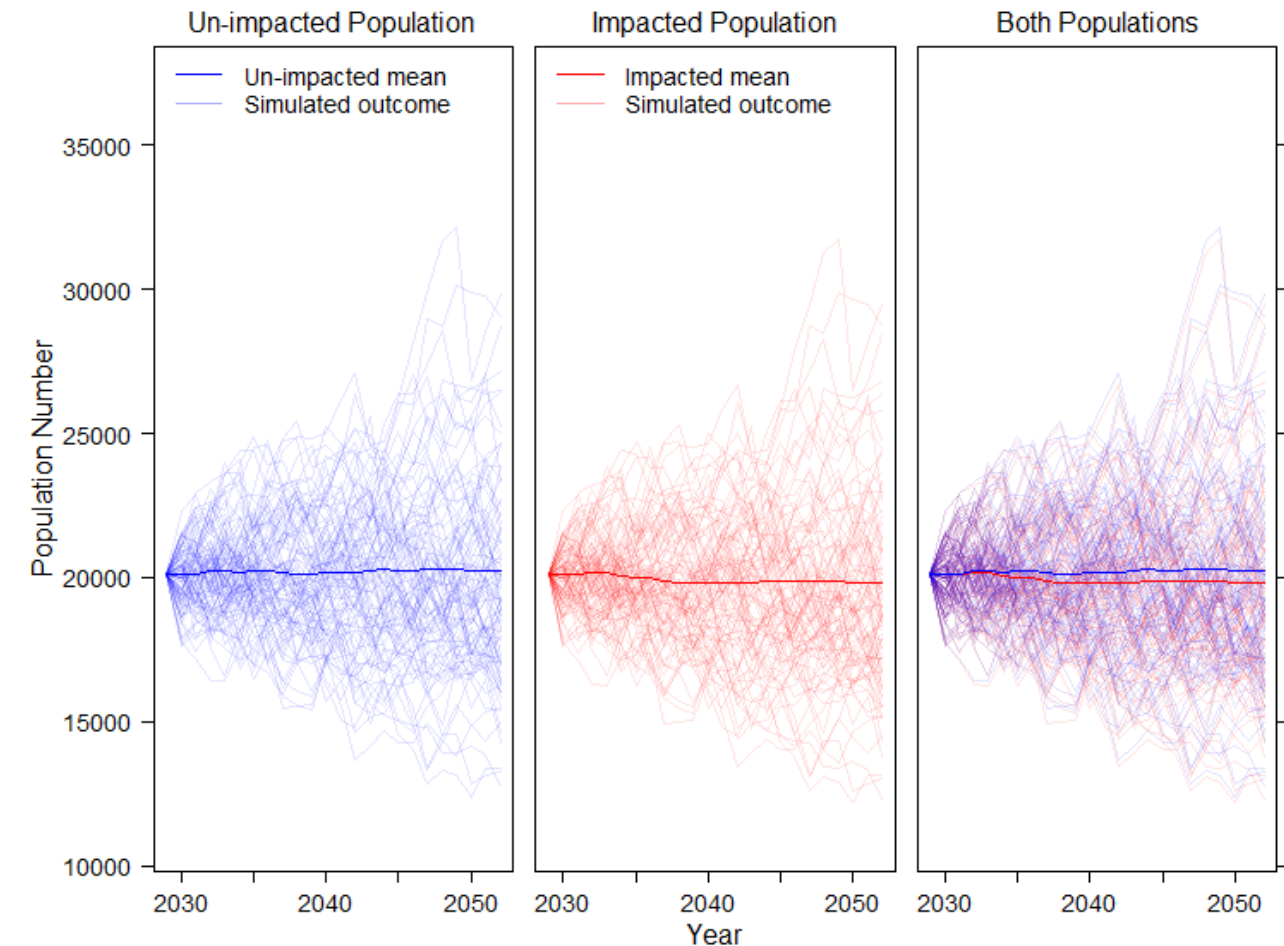 Un-impacted Population
Impacted Population
Both Populations
Un-impacted mean
Simulated outcome
Impacted mean
Simulated outcome
Population Number
35000
30000
25000
20000
15000
10000
2030
2040
2050
2030
2040
2050
2030
2040
2050
Year